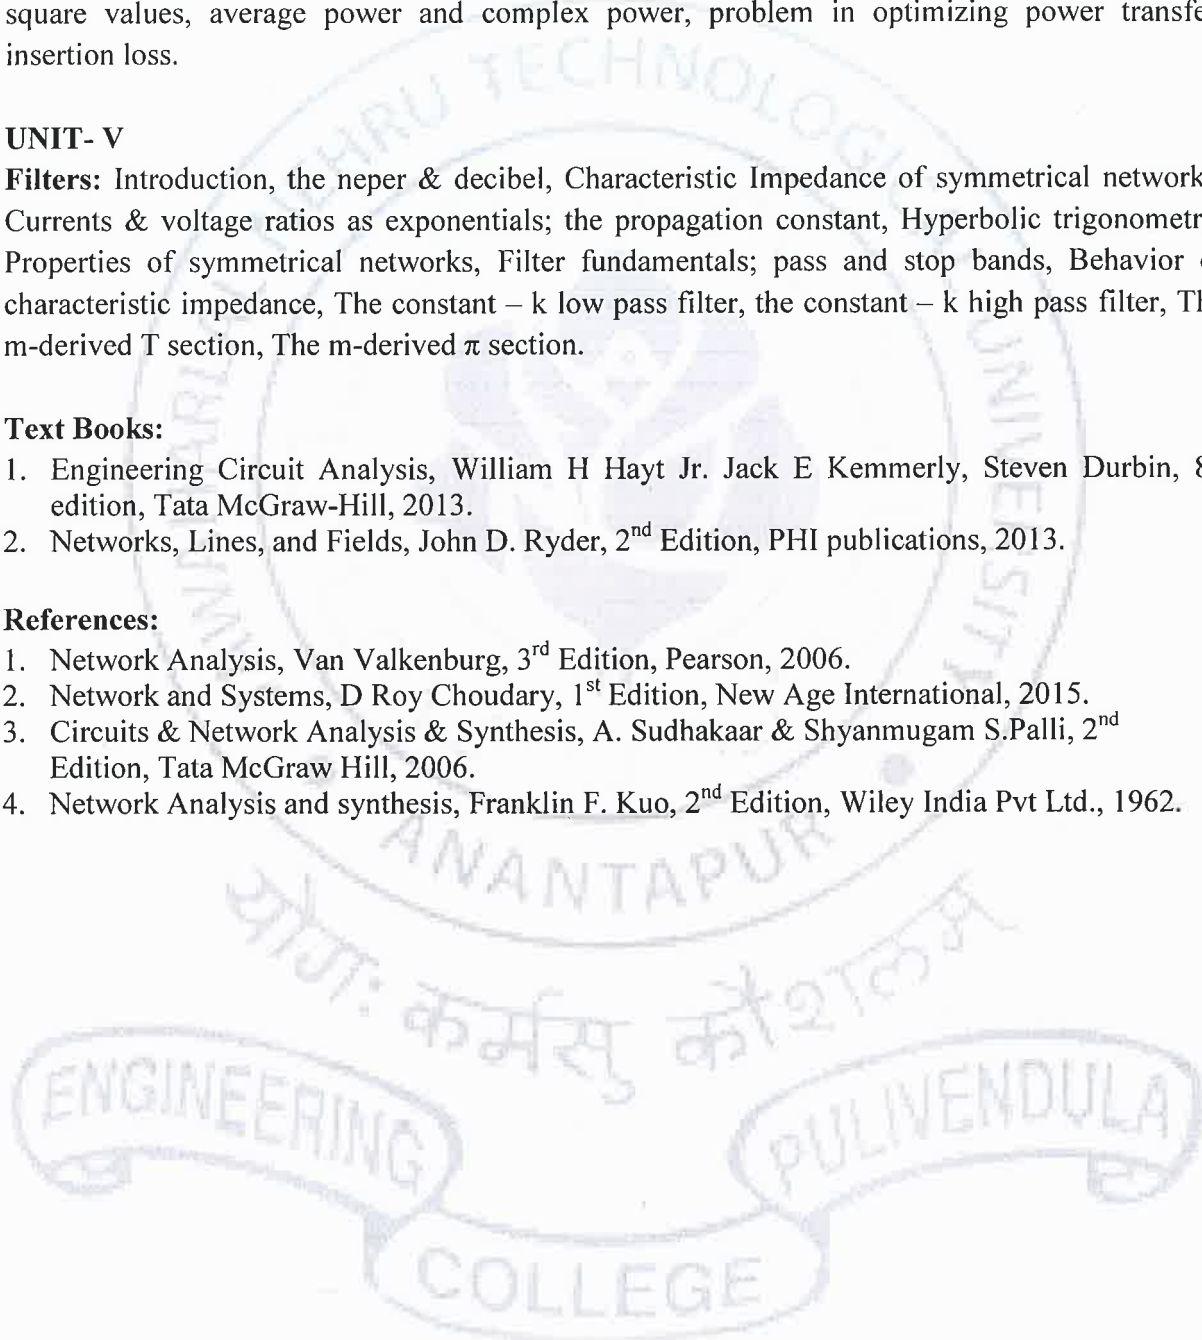 square values, average power and complex power, problem in optimizing power transfe
insertion loss.
UNIT- V
Filters: Introduction, the neper & decibel, Characteristic Impedance of symmetrical network
Currents & voltage ratios as exponentials; the propagation constant, Hyperbolic trigonometr
Properties of symmetrical networks, Filter fundamentals; pass and stop bands, Behavior
characteristic impedance, The constant – k low pass filter, the constant – k high pass filter, Th
m-derived T section, The m-derived π section.
Text Books:
1. Engineering Circuit Analysis, William H Hayt Jr. Jack E Kemmerly, Steven Durbin, 8
edition, Tata McGraw-Hill, 2013.
2. Networks, Lines, and Fields, John D. Ryder, 2nd Edition, PHI publications, 2013.
References:
1. Network Analysis, Van Valkenburg, 3rd Edition, Pearson, 2006.
2. Network and Systems, D Roy Choudary, 1st Edition, New Age International, 2015.
3. Circuits & Network Analysis & Synthesis, A. Sudhakaar & Shyanmugam S.Palli, 2nd
Edition, Tata McGraw Hill, 2006.
4. Network Analysis and synthesis, Franklin F. Kuo, 2nd Edition, Wiley India Pvt Ltd., 1962.
UNIVERSITY
ANANTAPUR
योगः कर्मसु कौशलम
ENGINEERING
PULIVENDULA
COLLEGE